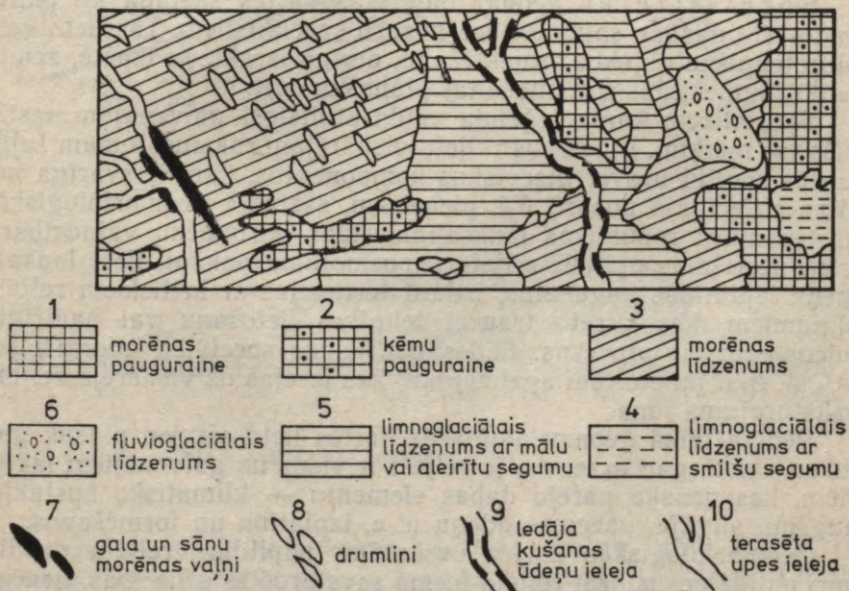 1
morēnas
pauguraine
2
kēmu
pauguraine
3
morēnas
līdzenums
6
fluvioglaciālais
līdzenums
5
limnoglaciālais
līdzenums ar mālu
vai aleirītu segumu
4
limnoglaciālais
līdzenums ar
smilšu segumu
7
gala un sānu
morēnas vaļņi
8
drumlini
9
ledāja
kušanas
ūdeņu ieleja
10
terasēta
upes ieleja